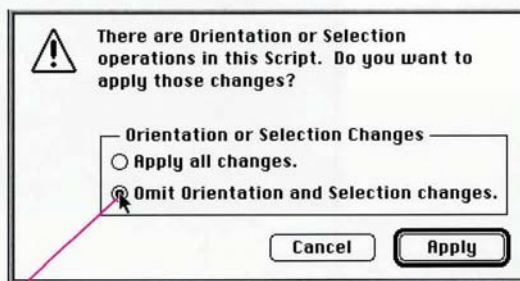 There are Orientation or Selection
operations in this Script. Do you want to
apply those changes?
Orientation or Selection Changes
Apply all changes.
Omit Orientation and Selection changes.
Cancel
Apply